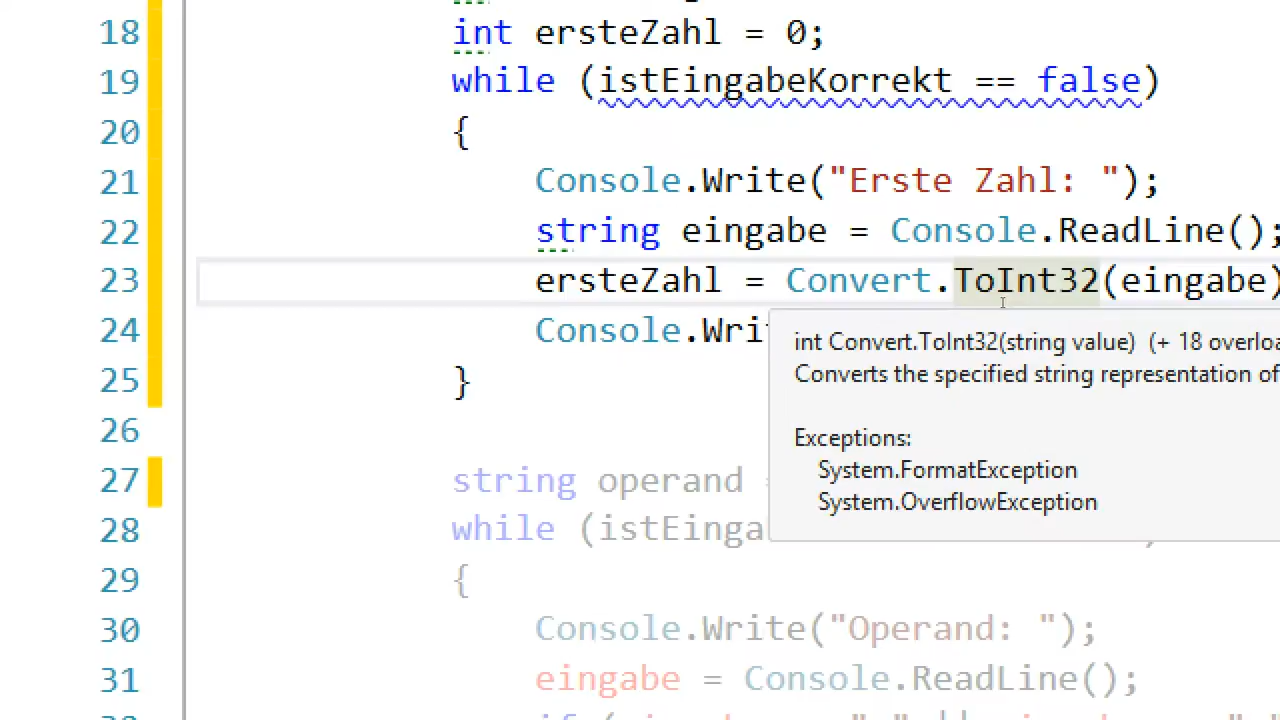 18 int ersteZahl = 0;
19 while (istEingabeKorrekt == false)
20 {
21 Console.Write("Erste Zahl: ");
22 string eingabe = Console.ReadLine();
23 ersteZahl = Convert.ToInt32(eingabe)
24 Console.Wri
int Convert.ToInt32(string value) (+ 18 overloa
Converts the specified string representation of
25 }
26
Exceptions:
System.FormatException
27 string operand =
System.OverflowException
28 while (istEinga )
29 {
30 Console.Write("Operand: ");
31 eingabe = Console.ReadLine();